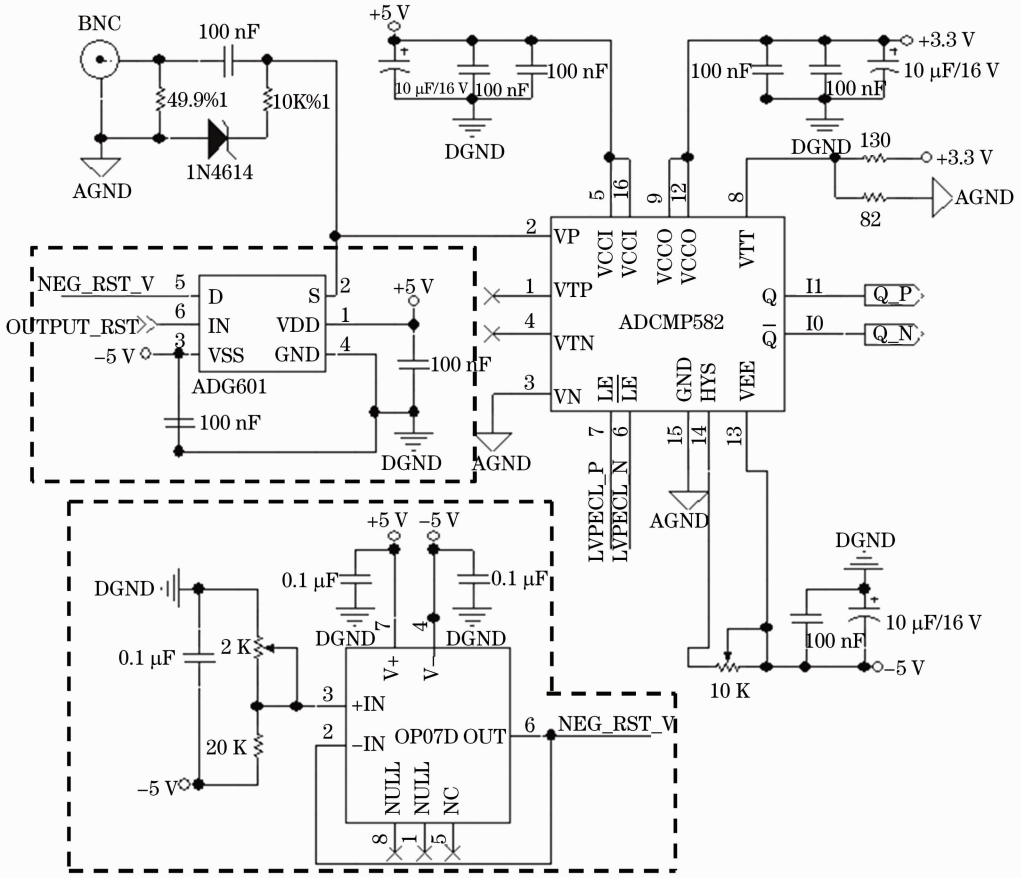 BNC
100 nF
49.9%1
10K%1
1N4614
AGND
+5 V
10 μF/16 V
100 nF
100 nF
DGND
+3.3 V
100 nF
100 nF
10 μF/16 V
DGND
130
+3.3 V
82
AGND
5
16
9
12
8
2
VP
VCCI
VCCI
VCCO
VCCO
VTT
1
VTP
4
VTN
3
VN
ADCMP582
Q
I1
Q_P
Q̅
I0
Q_N
LE
L̅E̅
GND
HYS
VEE
7
6
15
14
13
LVPECL_P
LVPECL_N
AGND
AGND
NEG_RST_V
5
D
S
2
OUTPUT_RST
6
IN
VDD
1
−5 V
3
VSS
GND
4
ADG601
+5 V
100 nF
100 nF
DGND
+5 V
−5 V
0.1 μF
0.1 μF
DGND
DGND
7
4
DGND
2 K
0.1 μF
20 K
−5 V
V+
V−
3
+IN
2
−IN
OP07D
OUT
6
NEG_RST_V
NULL
NULL
NC
8
1
5
DGND
10 μF/16 V
100 nF
−5 V
10 K